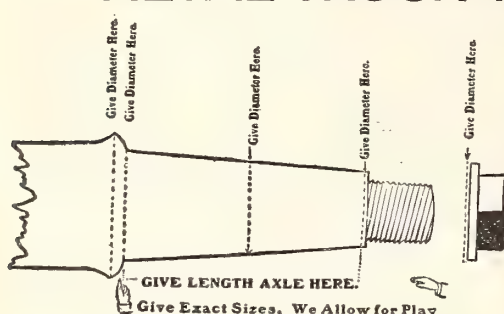 Give Diameter Here.
Give Diameter Here.
Give Diameter Here.
Give Diameter Here.
Give Diameter Here.
GIVE LENGTH AXLE HERE.
Give Exact Sizes. We Allow for Play